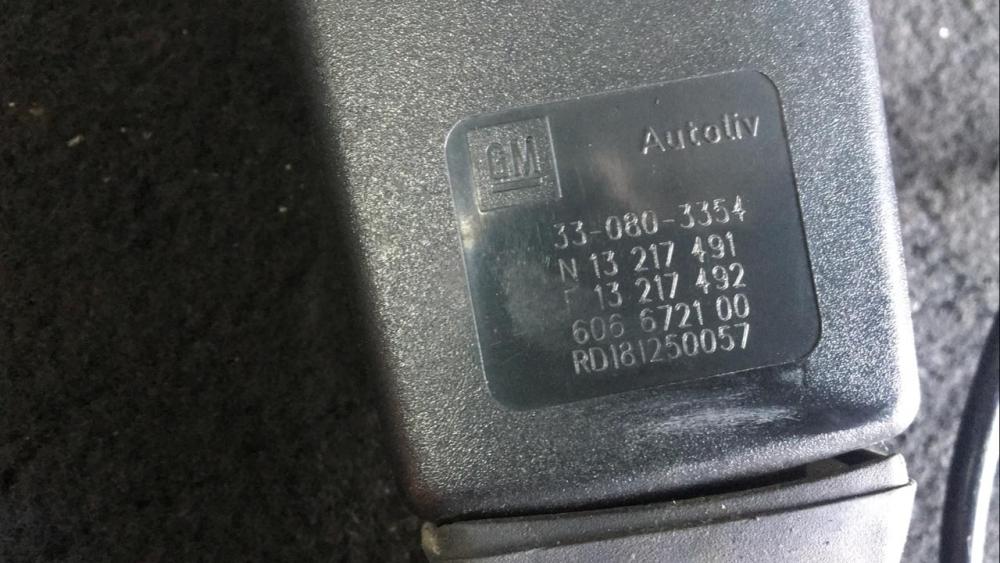 GM
Autoliv
33-080-3354
N 13 217 491
13 217 492
606 6721 00
RD181250057